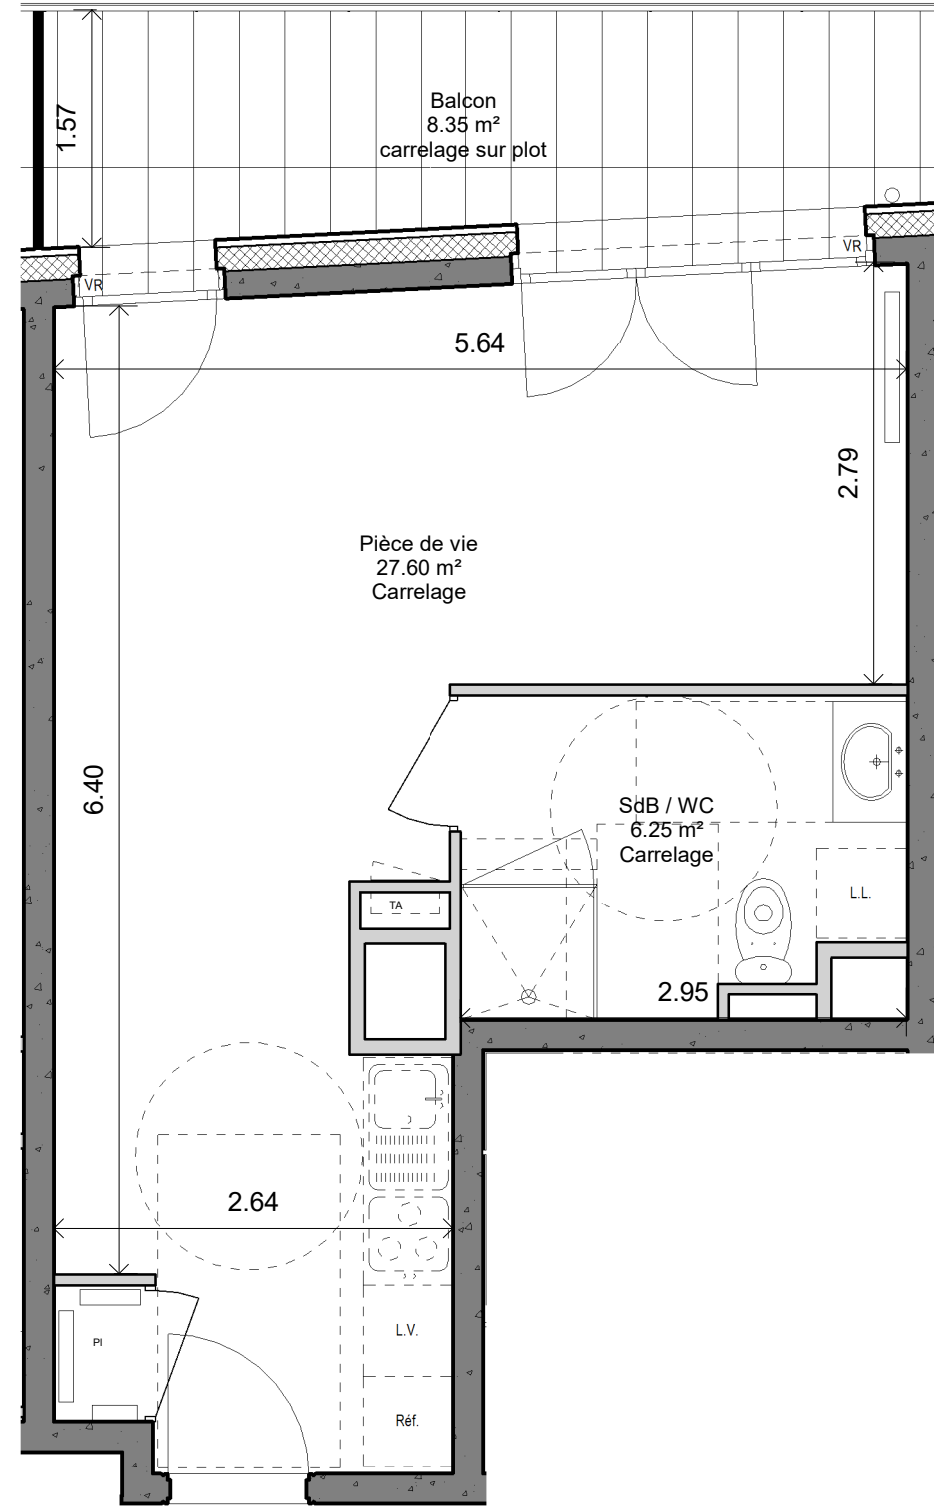 1.57
Balcon
8.35 m²
carrelage sur plot
VR
VR
5.64
2.79
Pièce de vie
27.60 m²
Carrelage
6.40
SdB / WC
6.25 m²
Carrelage
TA
L.L.
2.95
2.64
L.V.
PI
Réf.